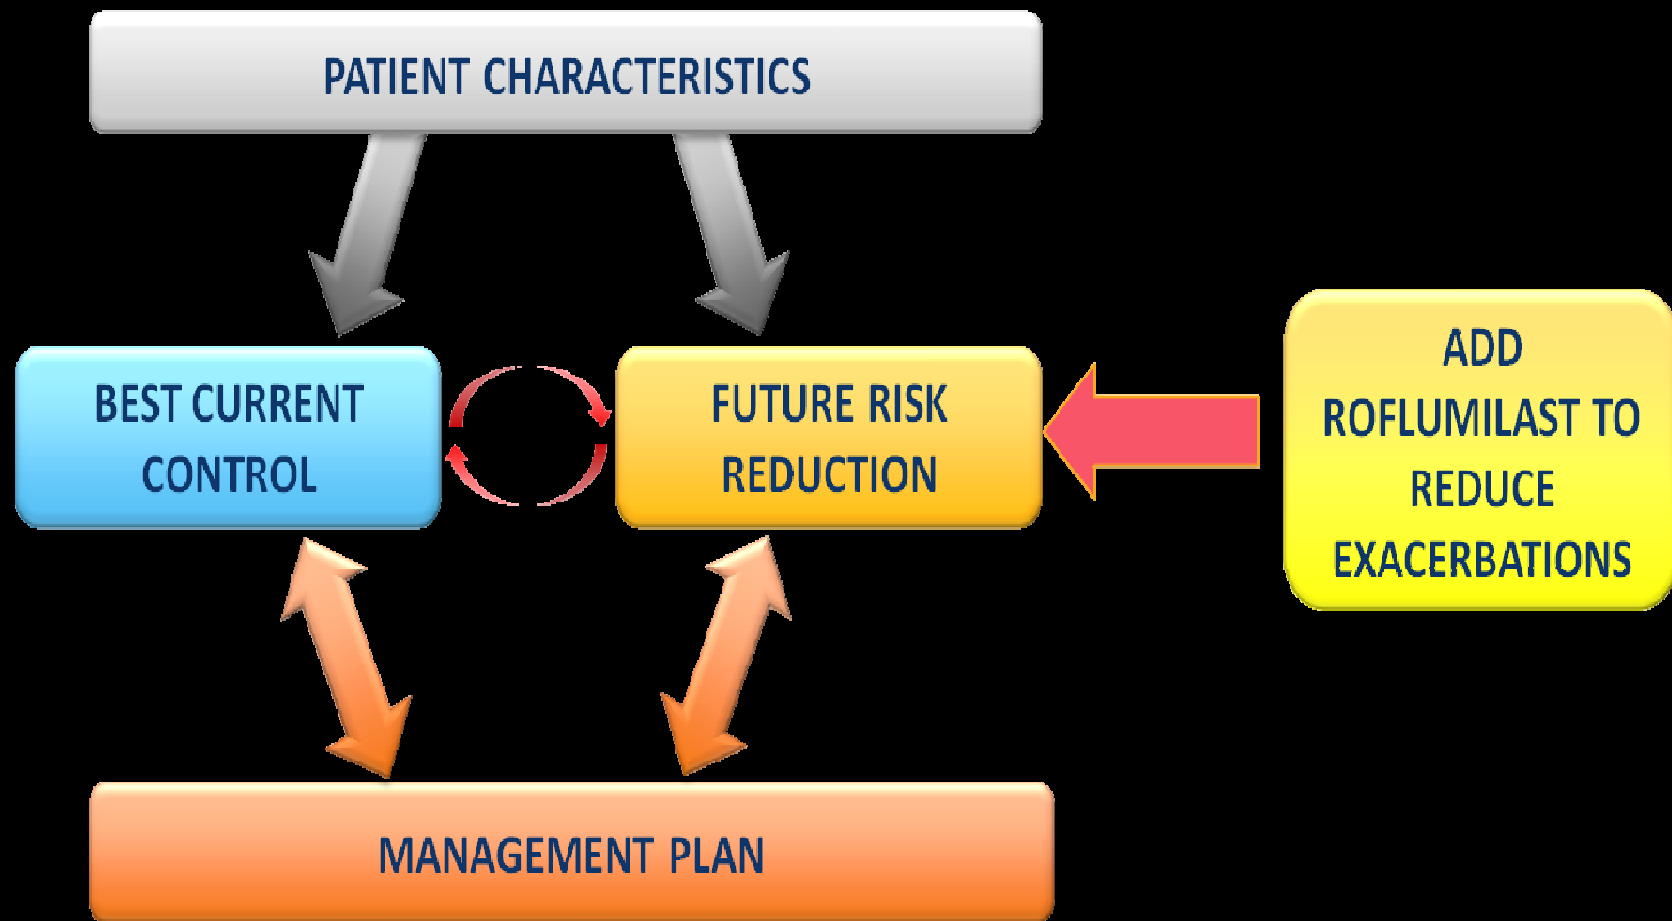 PATIENT CHARACTERISTICS
BEST CURRENT
CONTROL
FUTURE RISK
REDUCTION
ADD
ROFLUMILAST TO
REDUCE
EXACERBATIONS
MANAGEMENT PLAN